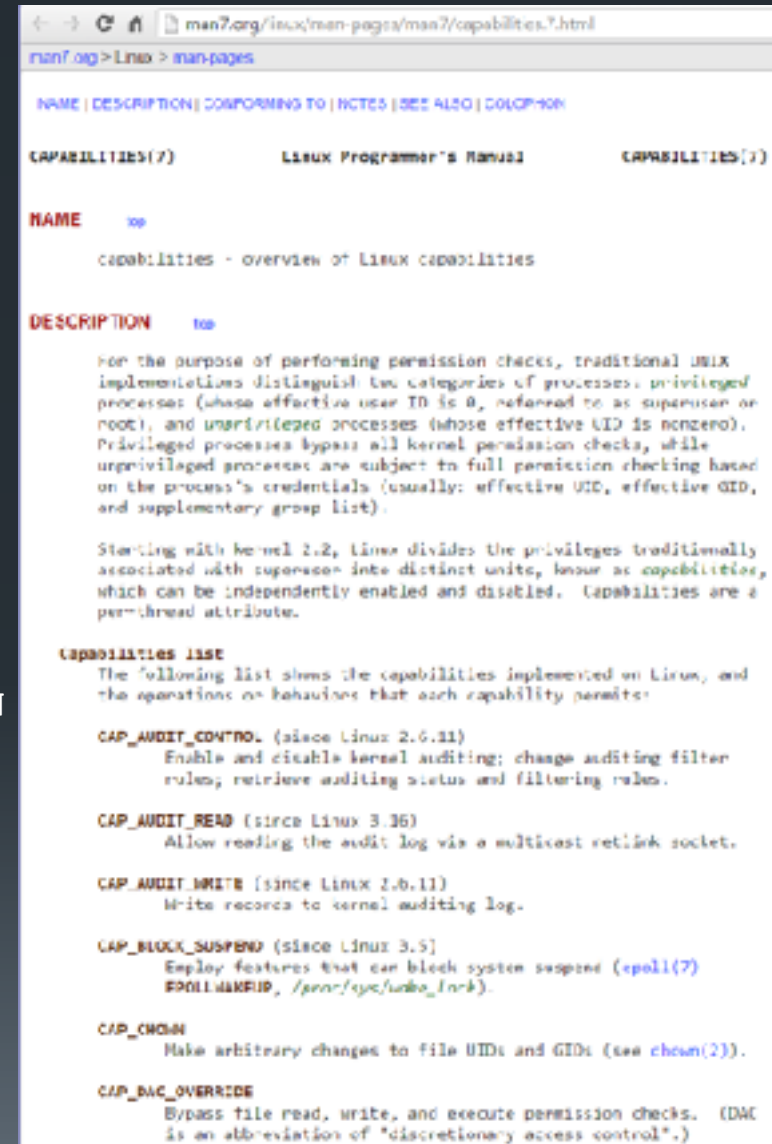 man7.org/linux/man-pages/man7/capabilities.7.html
man7.org > Linux > man-pages
NAME | DESCRIPTION | CONFORMING TO | NOTES | SEE ALSO | COLOPHON
CAPABILITIES(7) Linux Programmer's Manual CAPABILITIES(7)
NAME top
capabilities - overview of Linux capabilities
DESCRIPTION top
For the purpose of performing permission checks, traditional UNIX
implementations distinguish two categories of processes: privileged
processes (whose effective user ID is 0, referred to as superuser or
root), and unprivileged processes (whose effective UID is nonzero).
Privileged processes bypass all kernel permission checks, while
unprivileged processes are subject to full permission checking based
on the process's credentials (usually: effective UID, effective GID,
and supplementary group list).
Starting with kernel 2.2, Linux divides the privileges traditionally
associated with superuser into distinct units, known as capabilities,
which can be independently enabled and disabled. Capabilities are a
per-thread attribute.
Capabilities list
The following list shows the capabilities implemented on Linux, and
the operations or behaviors that each capability permits:
CAP_AUDIT_CONTROL (since Linux 2.6.11)
Enable and disable kernel auditing; change auditing filter
rules; retrieve auditing status and filtering rules.
CAP_AUDIT_READ (since Linux 3.16)
Allow reading the audit log via a multicast netlink socket.
CAP_AUDIT_WRITE (since Linux 2.6.11)
Write records to kernel auditing log.
CAP_BLOCK_SUSPEND (since Linux 3.5)
Employ features that can block system suspend (epoll(7)
EPOLLWAKEUP, /proc/sys/wake_lock).
CAP_CHOWN
Make arbitrary changes to file UIDs and GIDs (see chown(2)).
CAP_DAC_OVERRIDE
Bypass file read, write, and execute permission checks. (DAC
is an abbreviation of "discretionary access control".)